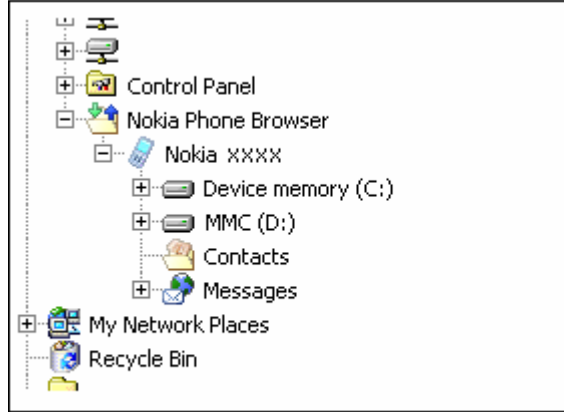 Control Panel
Nokia Phone Browser
Nokia xxxx
Device memory (C:)
MMC (D:)
Contacts
Messages
My Network Places
Recycle Bin